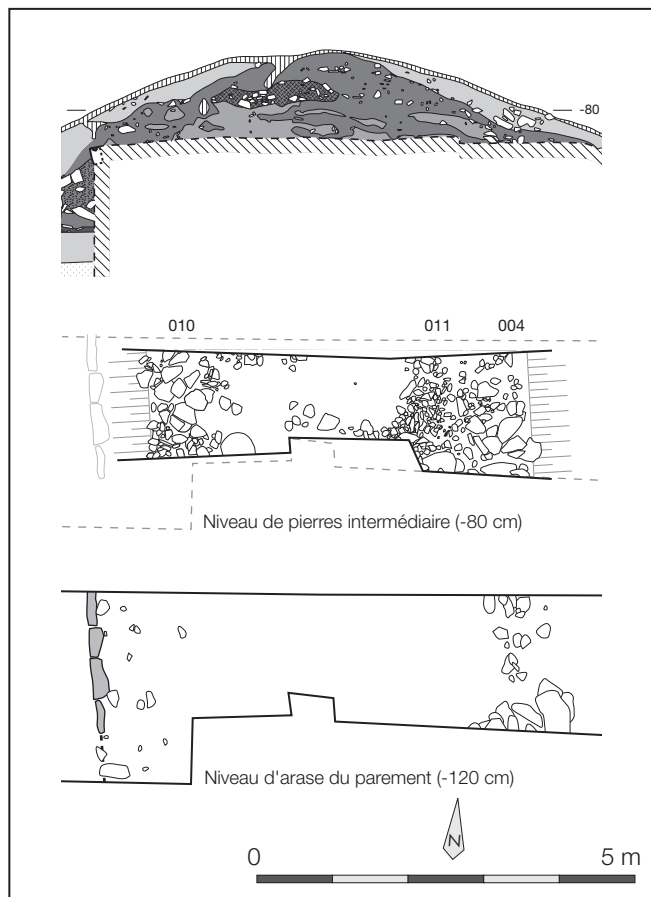 -80
010 011 004
Niveau de pierres intermédiaire (-80 cm)
Niveau d'arase du parement (-120 cm)
N
0 5 m